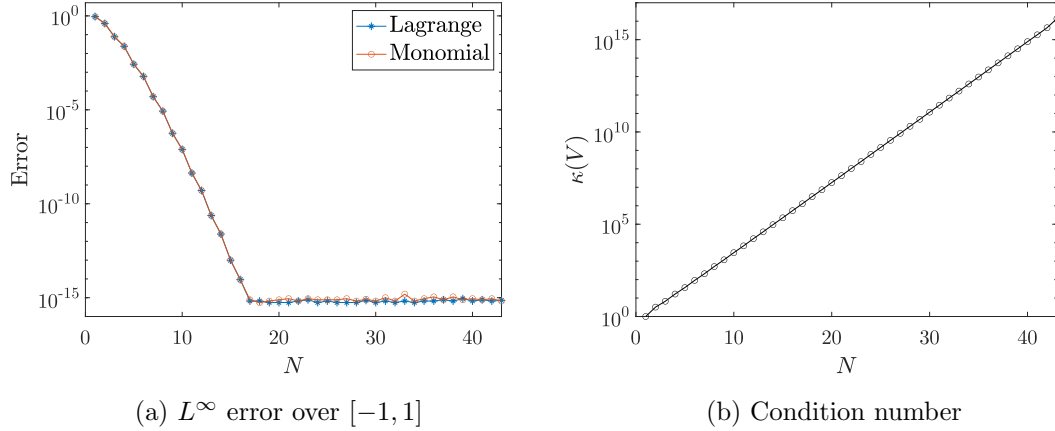 10^0
10^-5
10^-10
10^-15
Error
0 10 20 30 40
N
Lagrange
Monomial
(a) L^∞ error over [−1, 1]
10^15
10^10
10^5
10^0
κ(V)
0 10 20 30 40
N
(b) Condition number